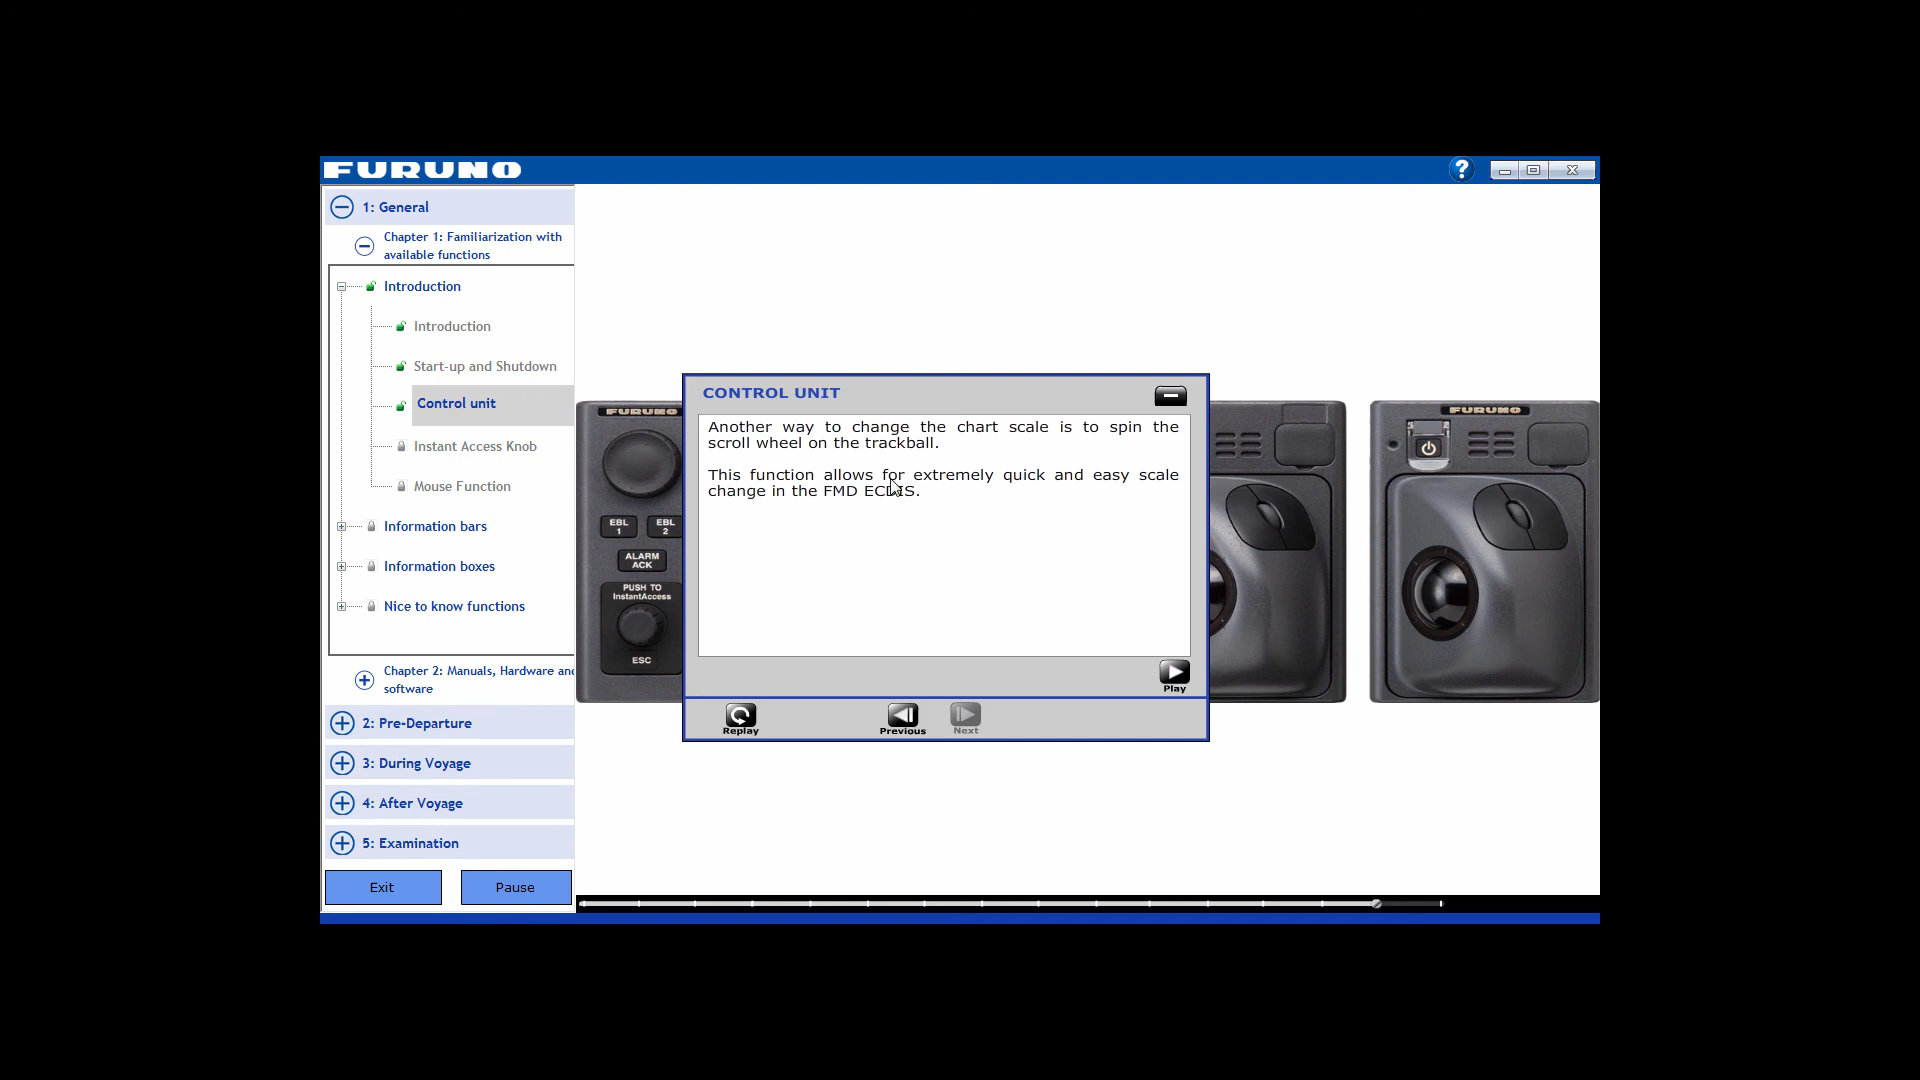 FURUNO
?
1: General
Chapter 1: Familiarization with
available functions
Introduction
Introduction
Start-up and Shutdown
Control unit
Instant Access Knob
Mouse Function
Information bars
Information boxes
Nice to know functions
Chapter 2: Manuals, Hardware and
software
2: Pre-Departure
3: During Voyage
4: After Voyage
5: Examination
Exit
Pause
FURUNO
EBL
1
EBL
2
ALARM
ACK
PUSH TO
InstantAccess
ESC
CONTROL UNIT
Another way to change the chart scale is to spin the
scroll wheel on the trackball.
This function allows for extremely quick and easy scale
change in the FMD ECDIS.
Play
Replay
Previous
Next
FURUNO